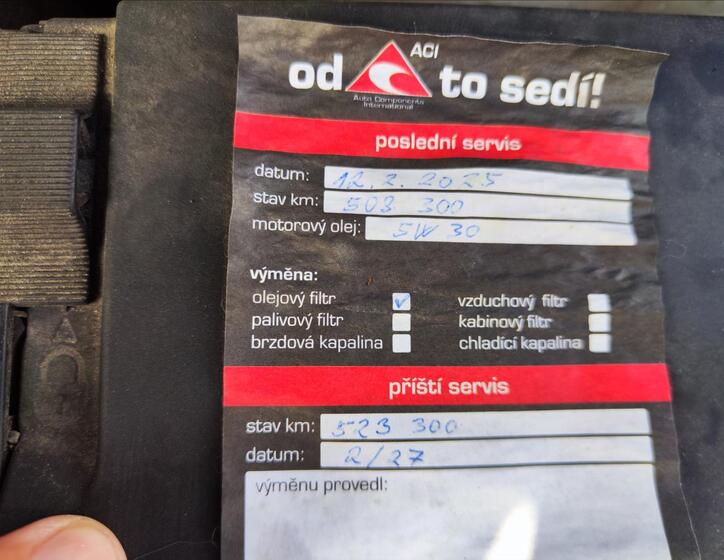 ACI
od to sedí!
Auto Components
International
poslední servis
datum: 12.2.2025
stav km: 503 300
motorový olej: 5W 30
výměna:
olejový filtr vzduchový filtr
palivový filtr kabinový filtr
brzdová kapalina chladící kapalina
příští servis
stav km: 523 300
datum: 2/27
výměnu provedl: